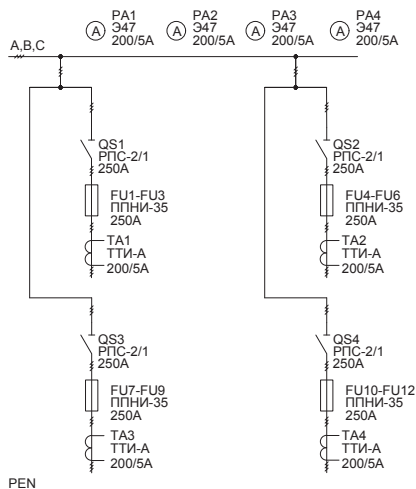 PA1
Э47
200/5А
PA2
Э47
200/5А
PA3
Э47
200/5А
PA4
Э47
200/5А
A
A
A
A
A,B,C
QS1
РПС-2/1
250А
FU1-FU3
ППНИ-35
250А
TA1
ТТИ-А
200/5А
QS2
РПС-2/1
250А
FU4-FU6
ППНИ-35
250А
TA2
ТТИ-А
200/5А
QS3
РПС-2/1
250А
FU7-FU9
ППНИ-35
250А
TA3
ТТИ-А
200/5А
QS4
РПС-2/1
250А
FU10-FU12
ППНИ-35
250А
TA4
ТТИ-А
200/5А
PEN